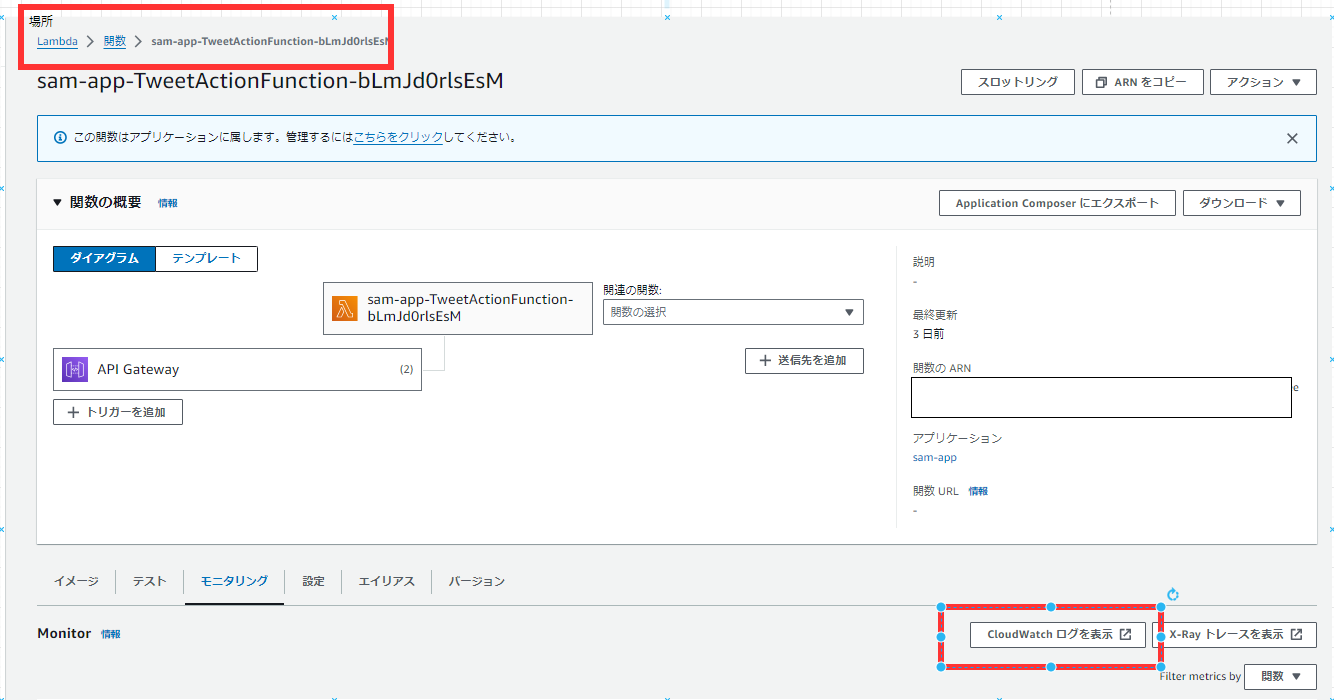 場所
Lambda > 関数 > sam-app-TweetActionFunction-bLmJd0rlsEsM
sam-app-TweetActionFunction-bLmJd0rlsEsM
スロットリング
ARN をコピー
アクション
この関数はアプリケーションに属します。管理するにはこちらをクリックしてください。
関数の概要 情報
Application Composer にエクスポート
ダウンロード
ダイアグラム
テンプレート
sam-app-TweetActionFunction-
bLmJd0rlsEsM
関連の関数:
関数の選択
API Gateway (2)
+ 送信先を追加
+ トリガーを追加
説明
-
最終更新
3 日前
関数の ARN
e
アプリケーション
sam-app
関数 URL 情報
-
イメージ
テスト
モニタリング
設定
エイリアス
バージョン
Monitor 情報
CloudWatch ログを表示
X-Ray トレースを表示
Filter metrics by 関数